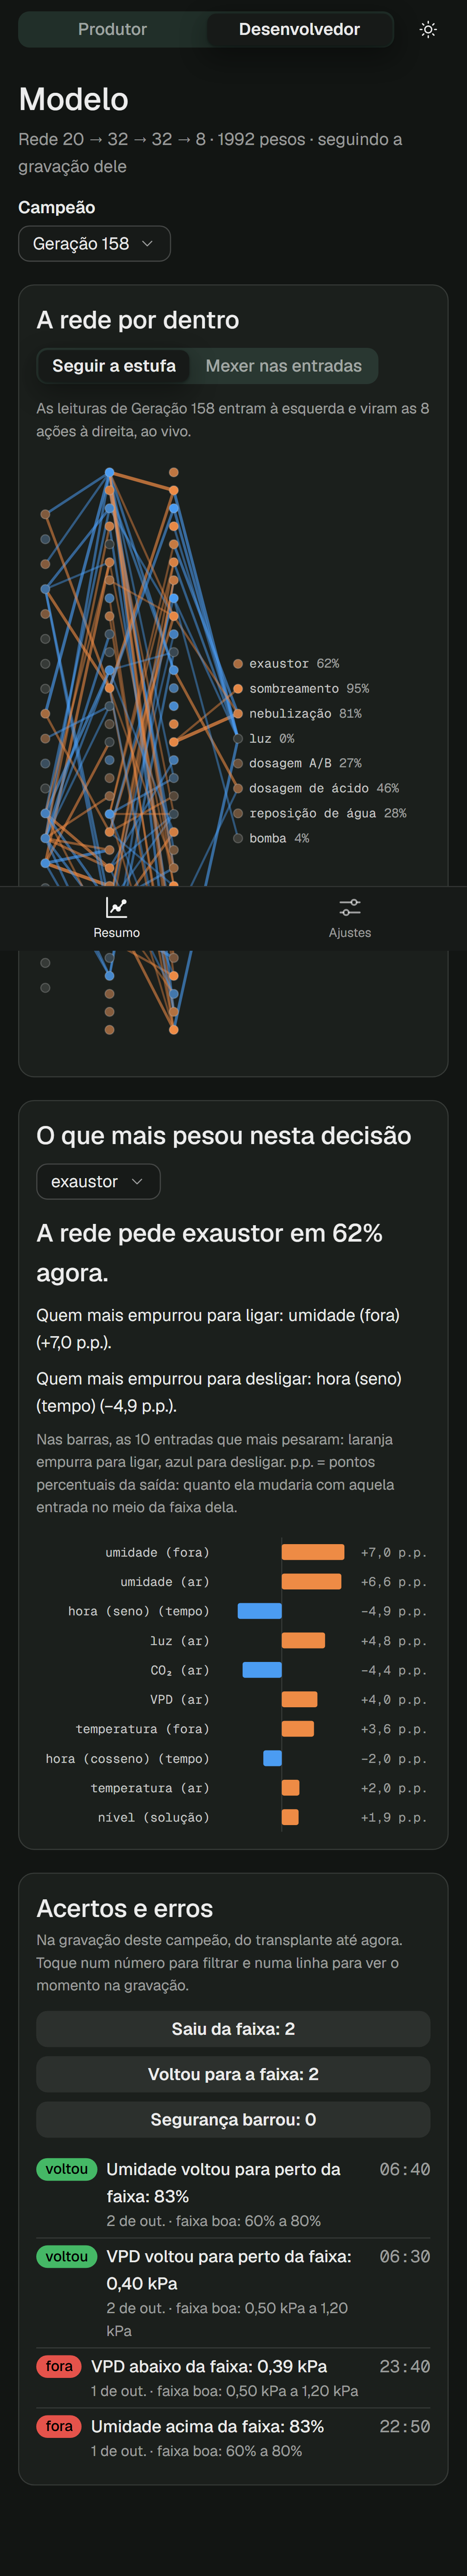 Produtor
Desenvolvedor
Modelo
Rede 20 → 32 → 32 → 8 · 1992 pesos · seguindo a
gravação dele
Campeão
Geração 158
A rede por dentro
Seguir a estufa
Mexer nas entradas
As leituras de Geração 158 entram à esquerda e viram as 8
ações à direita, ao vivo.
exaustor 62%
sombreamento 95%
nebulização 81%
luz 0%
dosagem A/B 27%
dosagem de ácido 46%
reposição de água 28%
bomba 4%
Resumo
Ajustes
O que mais pesou nesta decisão
exaustor
A rede pede exaustor em 62%
agora.
Quem mais empurrou para ligar: umidade (fora)
(+7,0 p.p.).
Quem mais empurrou para desligar: hora (seno)
(tempo) (−4,9 p.p.).
Nas barras, as 10 entradas que mais pesaram: laranja
empurra para ligar, azul para desligar. p.p. = pontos
percentuais da saída: quanto ela mudaria com aquela
entrada no meio da faixa dela.
umidade (fora) +7,0 p.p.
umidade (ar) +6,6 p.p.
hora (seno) (tempo) −4,9 p.p.
luz (ar) +4,8 p.p.
CO₂ (ar) −4,4 p.p.
VPD (ar) +4,0 p.p.
temperatura (fora) +3,6 p.p.
hora (cosseno) (tempo) −2,0 p.p.
temperatura (ar) +2,0 p.p.
nível (solução) +1,9 p.p.
Acertos e erros
Na gravação deste campeão, do transplante até agora.
Toque num número para filtrar e numa linha para ver o
momento na gravação.
Saiu da faixa: 2
Voltou para a faixa: 2
Segurança barrou: 0
voltou Umidade voltou para perto da 06:40
faixa: 83%
2 de out. · faixa boa: 60% a 80%
voltou VPD voltou para perto da faixa: 06:30
0,40 kPa
2 de out. · faixa boa: 0,50 kPa a 1,20
kPa
fora VPD abaixo da faixa: 0,39 kPa 23:40
1 de out. · faixa boa: 0,50 kPa a 1,20 kPa
fora Umidade acima da faixa: 83% 22:50
1 de out. · faixa boa: 60% a 80%